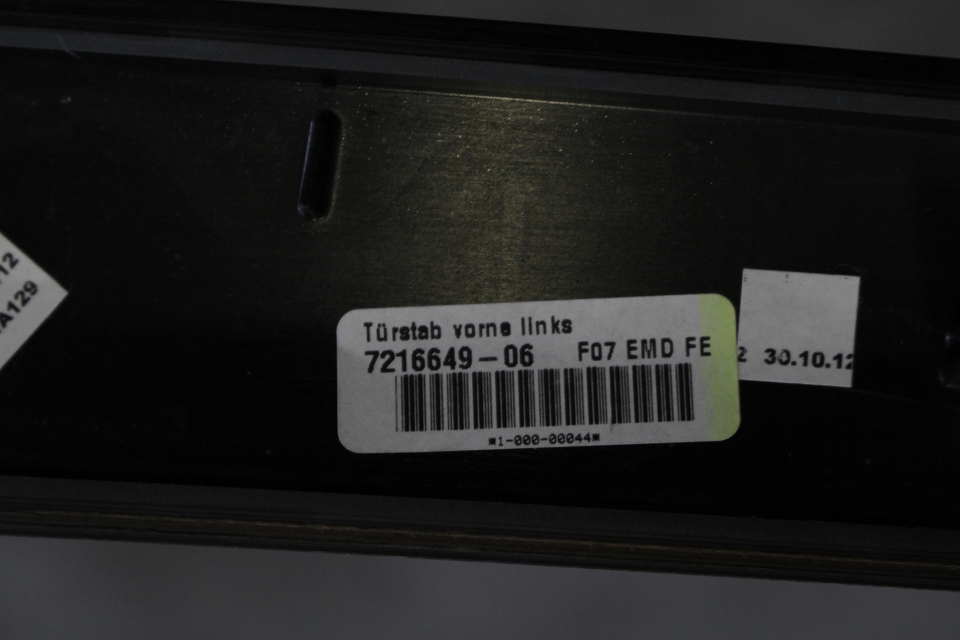 12
A129
Türstab vorne links
7216649-06 F07 EMD FE
*1-000-00044*
2 30.10.12